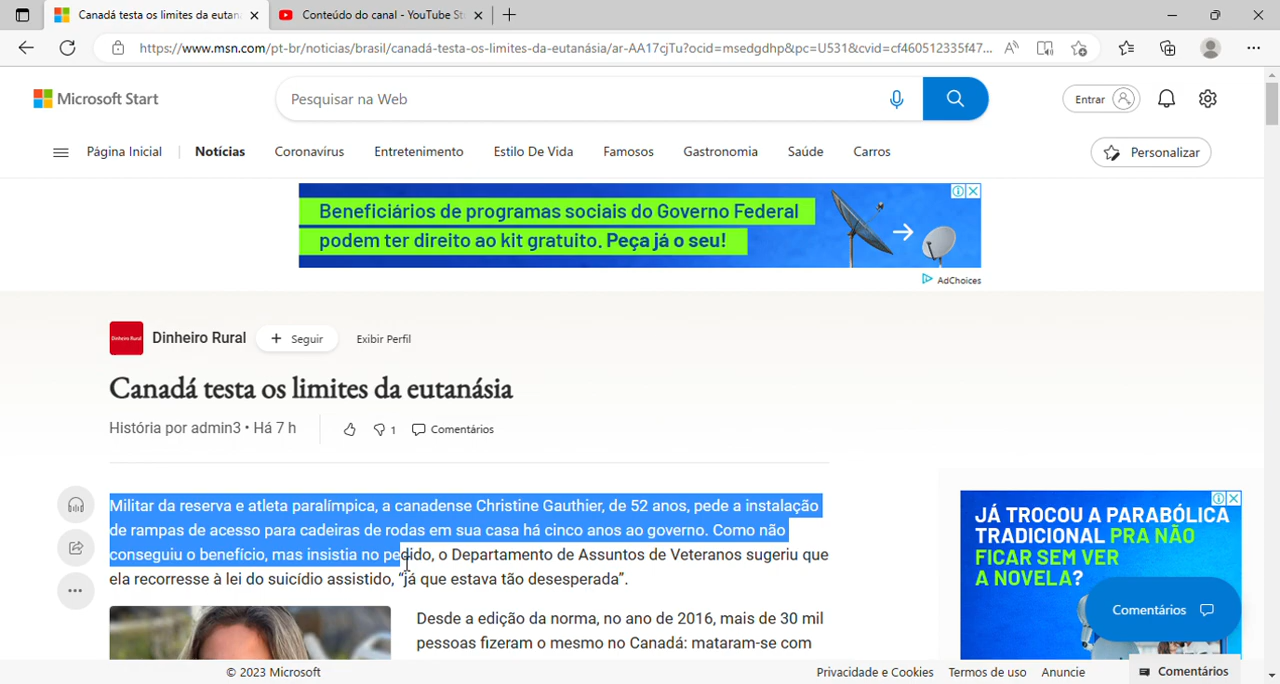 Canadá testa os limites da eutan
Conteúdo do canal - YouTube St
https://www.msn.com/pt-br/noticias/brasil/canadá-testa-os-limites-da-eutanásia/ar-AA17cjTu?ocid=msedgdhp&pc=U531&cvid=cf460512335f47...
Microsoft Start
Pesquisar na Web
Entrar
Página Inicial
Notícias
Coronavírus
Entretenimento
Estilo De Vida
Famosos
Gastronomia
Saúde
Carros
Personalizar
Beneficiários de programas sociais do Governo Federal
podem ter direito ao kit gratuito. Peça já o seu!
AdChoices
Dinheiro Rural
Dinheiro Rural
+ Seguir
Exibir Perfil
Canadá testa os limites da eutanásia
História por admin3 • Há 7 h
1
Comentários
Militar da reserva e atleta paralímpica, a canadense Christine Gauthier, de 52 anos, pede a instalação
de rampas de acesso para cadeiras de rodas em sua casa há cinco anos ao governo. Como não
conseguiu o benefício, mas insistia no pedido, o Departamento de Assuntos de Veteranos sugeriu que
ela recorresse à lei do suicídio assistido, “já que estava tão desesperada”.
Desde a edição da norma, no ano de 2016, mais de 30 mil
pessoas fizeram o mesmo no Canadá: mataram-se com
JÁ TROCOU A PARABÓLICA
TRADICIONAL PRA NÃO
FICAR SEM VER
A NOVELA?
Comentários
© 2023 Microsoft
Privacidade e Cookies
Termos de uso
Anuncie
Comentários